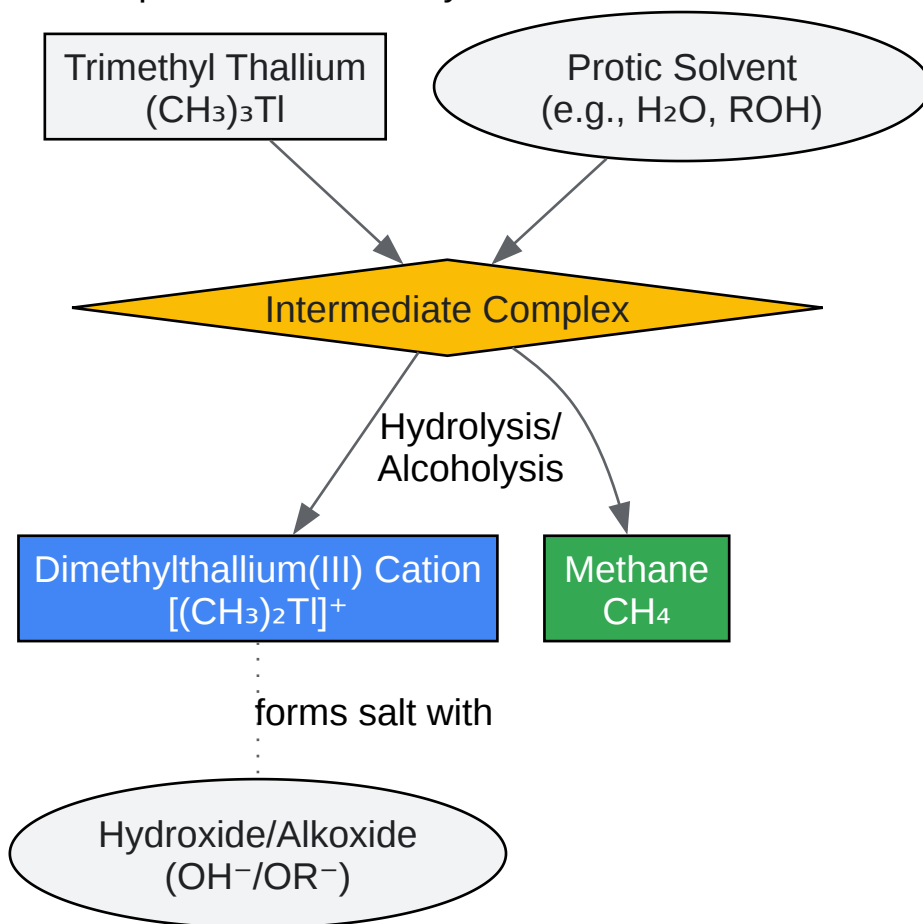 Trimethyl Thallium
(CH₃)₃Tl
Protic Solvent
(e.g., H₂O, ROH)
Intermediate Complex
Hydrolysis/
Alcoholysis
Dimethylthallium(III) Cation
[(CH₃)₂Tl]⁺
Methane
CH₄
forms salt with
Hydroxide/Alkoxide
(OH⁻/OR⁻)